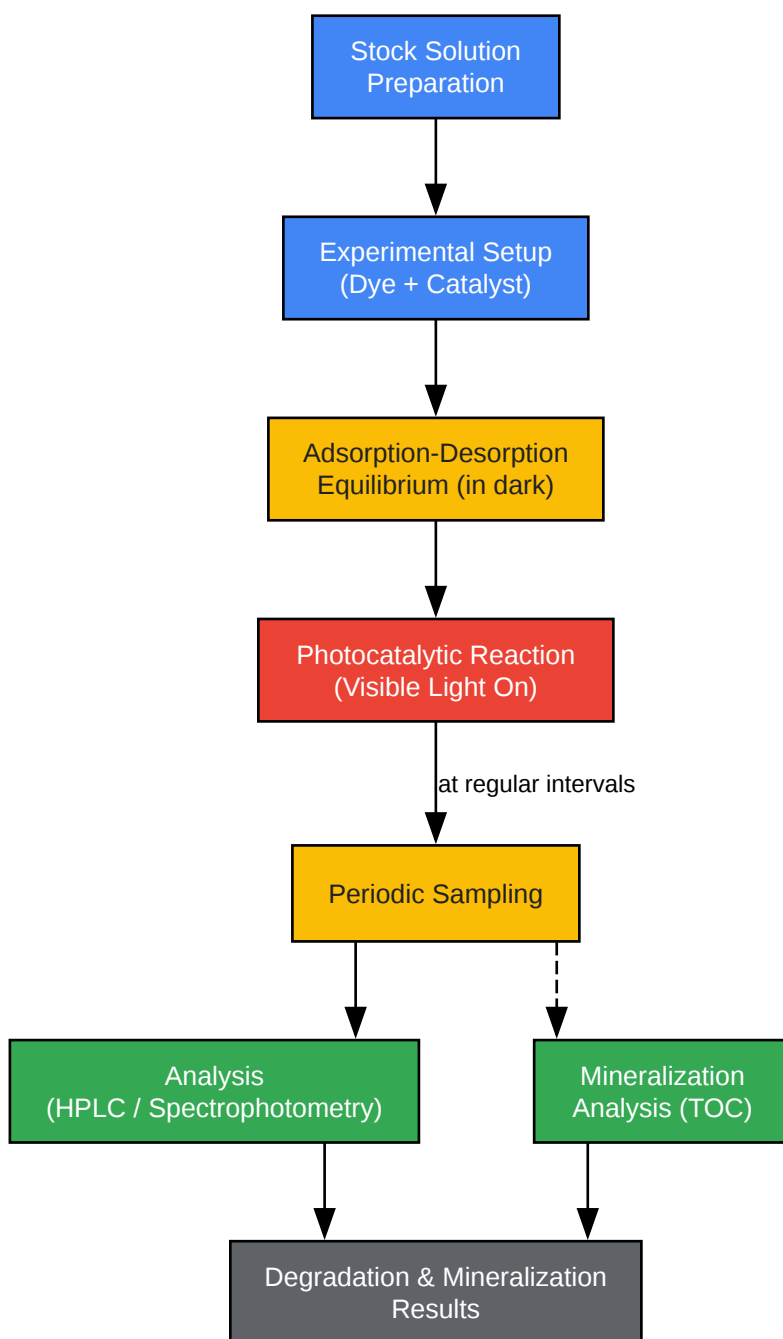 Stock Solution
Preparation
Experimental Setup
(Dye + Catalyst)
Adsorption-Desorption
Equilibrium (in dark)
Photocatalytic Reaction
(Visible Light On)
at regular intervals
Periodic Sampling
Analysis
(HPLC / Spectrophotometry)
Mineralization
Analysis (TOC)
Degradation & Mineralization
Results